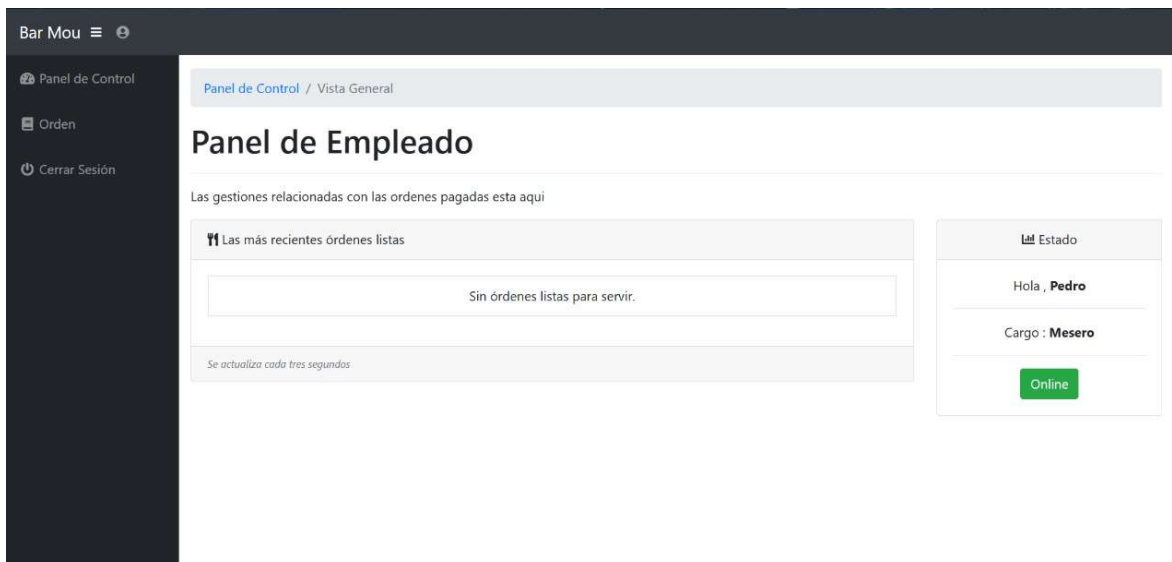 Bar Mou
Panel de Control
Orden
Cerrar Sesión
Panel de Control / Vista General
Panel de Empleado
Las gestiones relacionadas con las ordenes pagadas esta aqui
Las más recientes órdenes listas
Sin órdenes listas para servir.
Se actualiza cada tres segundos
Estado
Hola , Pedro
Cargo : Mesero
Online